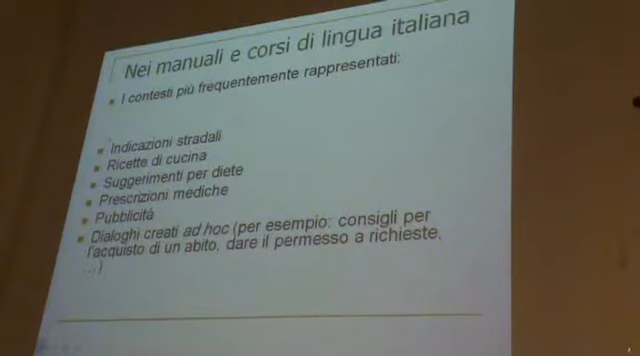 Nei manuali e corsi di lingua italiana
I contesti più frequentemente rappresentati:
Indicazioni stradali
Ricette di cucina
Suggerimenti per diete
Prescrizioni mediche
Pubblicità
Dialoghi creati ad hoc (per esempio: consigli per
l'acquisto di un abito, dare il permesso a richieste,
...)